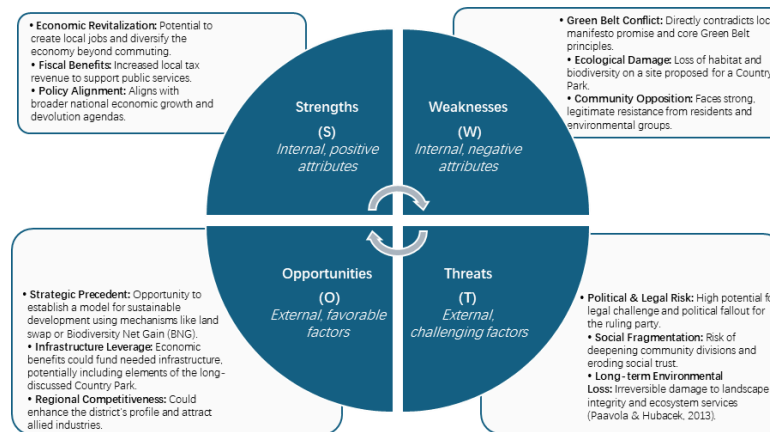 • Economic Revitalization: Potential to
create local jobs and diversify the
economy beyond commuting.
• Fiscal Benefits: Increased local tax
revenue to support public services.
• Policy Alignment: Aligns with
broader national economic growth and
devolution agendas.
Strengths
(S)
Internal, positive
attributes
Weaknesses
(W)
Internal, negative
attributes
• Green Belt Conflict: Directly contradicts
manifesto promise and core Green Belt
principles.
• Ecological Damage: Loss of habitat and
biodiversity on a site proposed for a Country
Park.
• Community Opposition: Faces strong,
legitimate resistance from residents and
environmental groups.
• Strategic Precedent: Opportunity to
establish a model for sustainable
development using mechanisms like land
swap or Biodiversity Net Gain (BNG).
• Infrastructure Leverage: Economic
benefits could fund needed infrastructure,
potentially including elements of the long-
discussed Country Park.
• Regional Competitiveness: Could
enhance the district's profile and attract
allied industries.
Opportunities
(O)
External, favorable
factors
Threats
(T)
External,
challenging factors
• Political & Legal Risk: High potential
legal challenge and political fallout for
the ruling party.
• Social Fragmentation: Risk of
deepening community divisions and
eroding social trust.
• Long-term Environmental
Loss: Irreversible damage to landscape
integrity and ecosystem services
(Paavola & Hubacek, 2013).